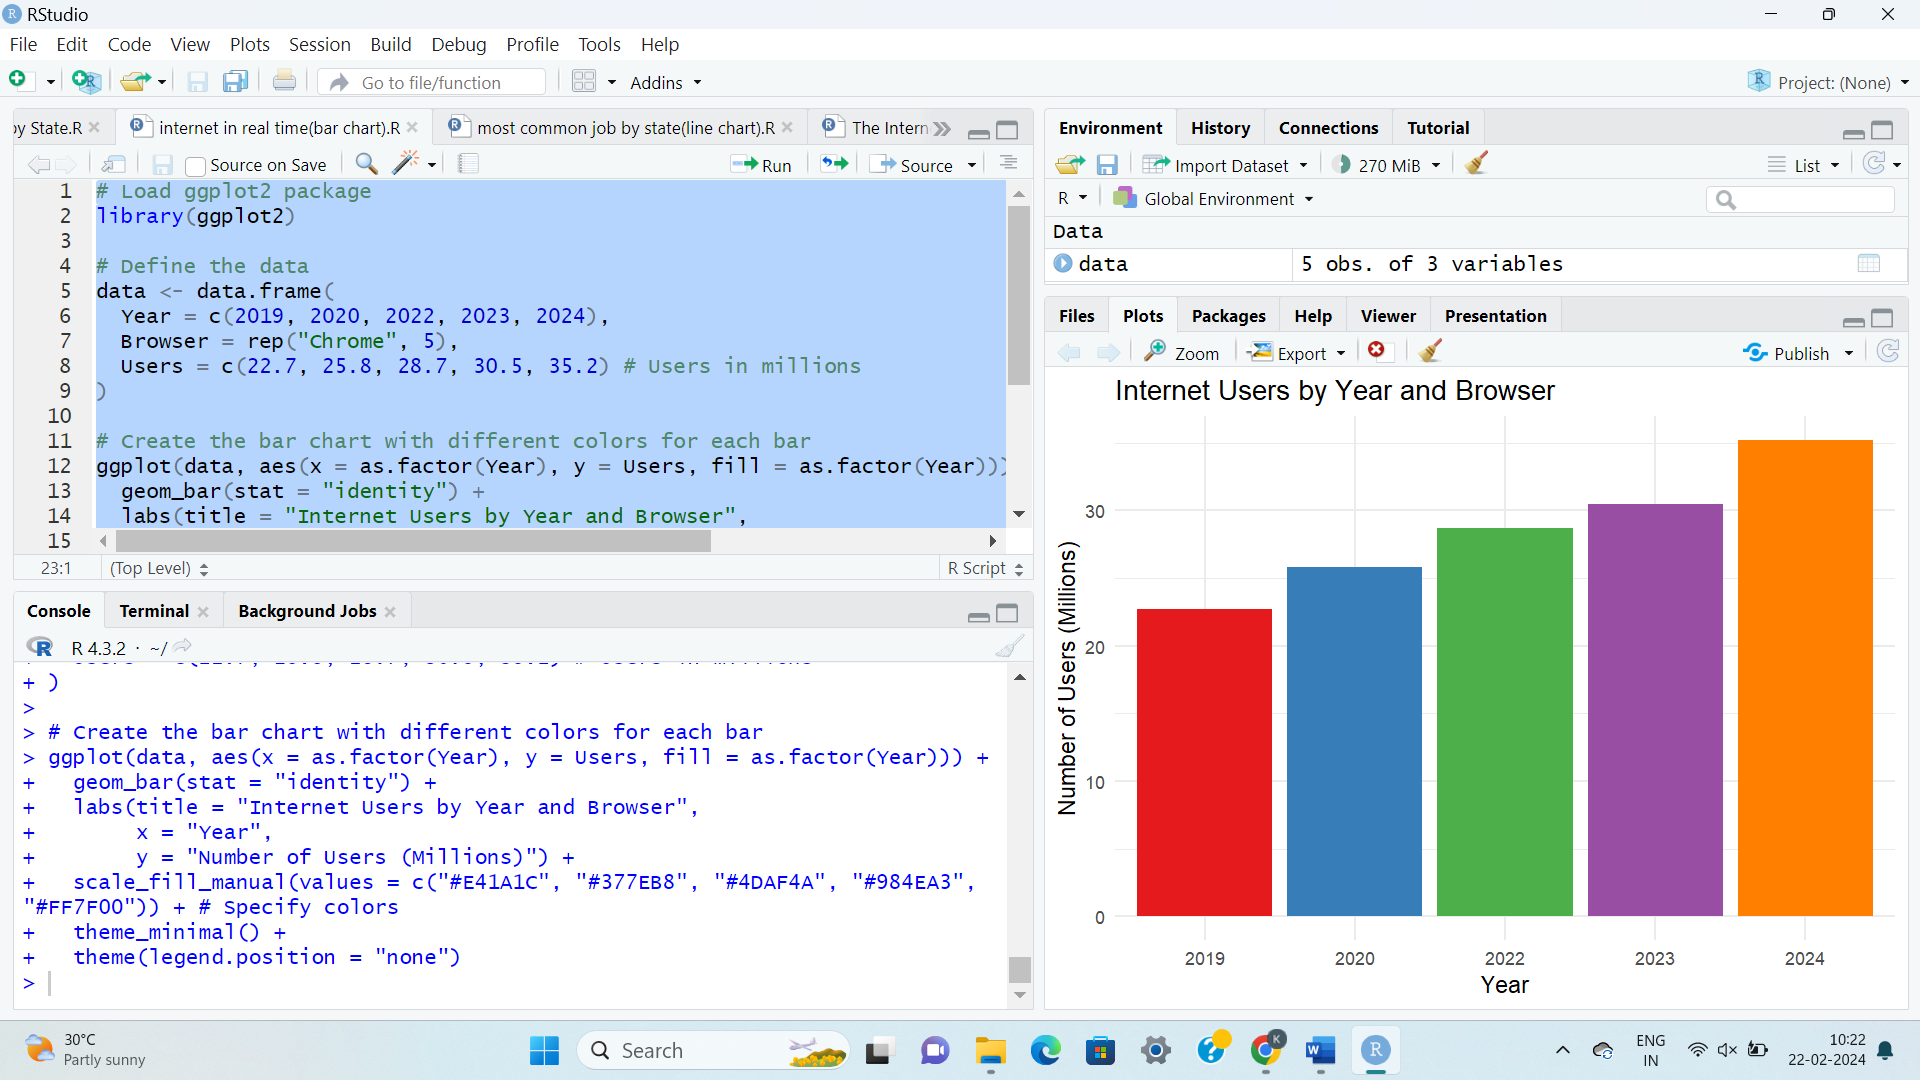 RStudio
File Edit Code View Plots Session Build Debug Profile Tools Help
Go to file/function Addins Project: (None)
by State.R internet in real time(bar chart).R most common job by state(line chart).R The Intern
Source on Save Run Source
1 # Load ggplot2 package
2 library(ggplot2)
3
4 # Define the data
5 data <- data.frame(
6 Year = c(2019, 2020, 2022, 2023, 2024),
7 Browser = rep("Chrome", 5),
8 Users = c(22.7, 25.8, 28.7, 30.5, 35.2) # Users in millions
9 )
10
11 # Create the bar chart with different colors for each bar
12 ggplot(data, aes(x = as.factor(Year), y = Users, fill = as.factor(Year)))
13 geom_bar(stat = "identity") +
14 labs(title = "Internet Users by Year and Browser",
15
23:1 (Top Level) R Script
Console Terminal Background Jobs
R 4.3.2 · ~/
+ )
>
> # Create the bar chart with different colors for each bar
> ggplot(data, aes(x = as.factor(Year), y = Users, fill = as.factor(Year))) +
+ geom_bar(stat = "identity") +
+ labs(title = "Internet Users by Year and Browser",
+ x = "Year",
+ y = "Number of Users (Millions)") +
+ scale_fill_manual(values = c("#E41A1C", "#377EB8", "#4DAF4A", "#984EA3",
"#FF7F00")) + # Specify colors
+ theme_minimal() +
+ theme(legend.position = "none")
>
Environment History Connections Tutorial
Import Dataset 270 MiB List
R Global Environment
Data
data 5 obs. of 3 variables
Files Plots Packages Help Viewer Presentation
Zoom Export Publish
Internet Users by Year and Browser
Number of Users (Millions)
30
20
10
0
2019 2020 2022 2023 2024
Year
30°C
Partly sunny
Search
K
ENG
IN
10:22
22-02-2024